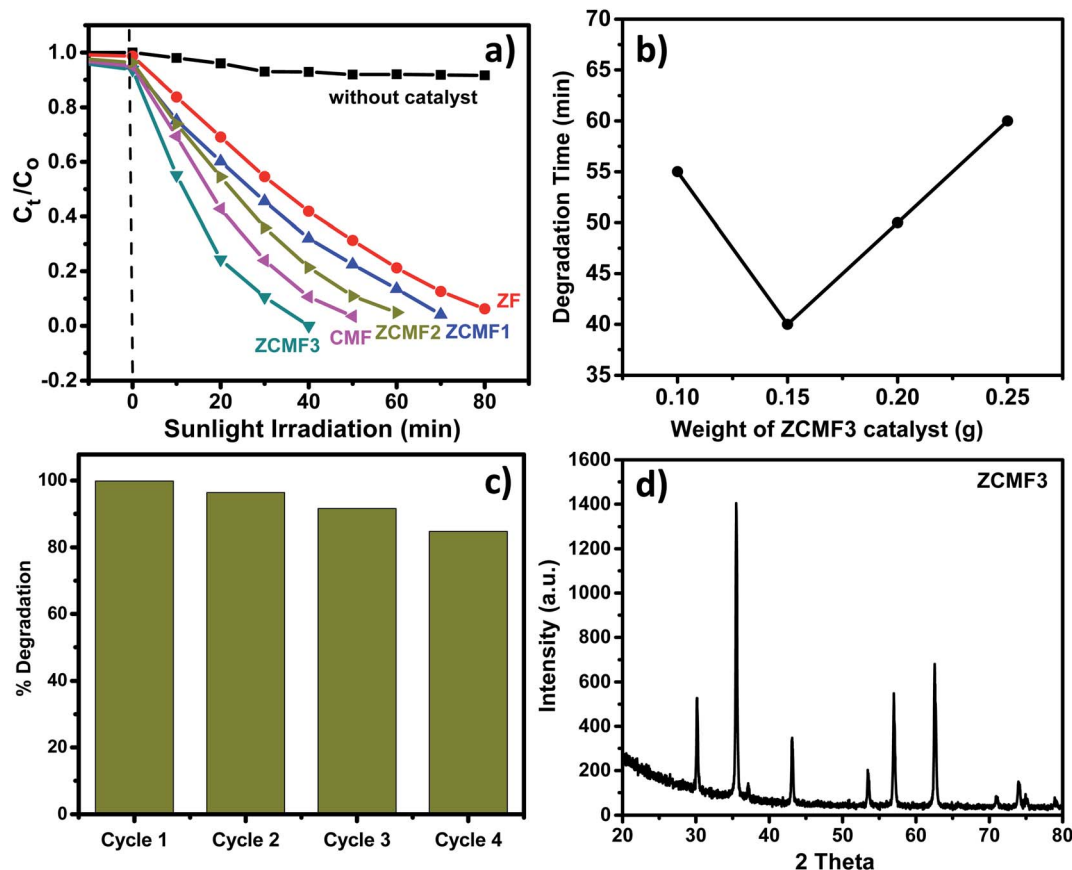 a)
1.0
0.8
0.6
0.4
0.2
0.0
-0.2
C_t/C_o
without catalyst
ZF
ZCMF1
ZCMF2
CMF
ZCMF3
0 20 40 60 80
Sunlight Irradiation (min)
b)
70
65
60
55
50
45
40
35
Degradation Time (min)
0.10 0.15 0.20 0.25
Weight of ZCMF3 catalyst (g)
c)
100
80
60
40
20
0
% Degradation
Cycle 1 Cycle 2 Cycle 3 Cycle 4
d)
ZCMF3
1600
1400
1200
1000
800
600
400
200
0
Intensity (a.u.)
20 30 40 50 60 70 80
2 Theta